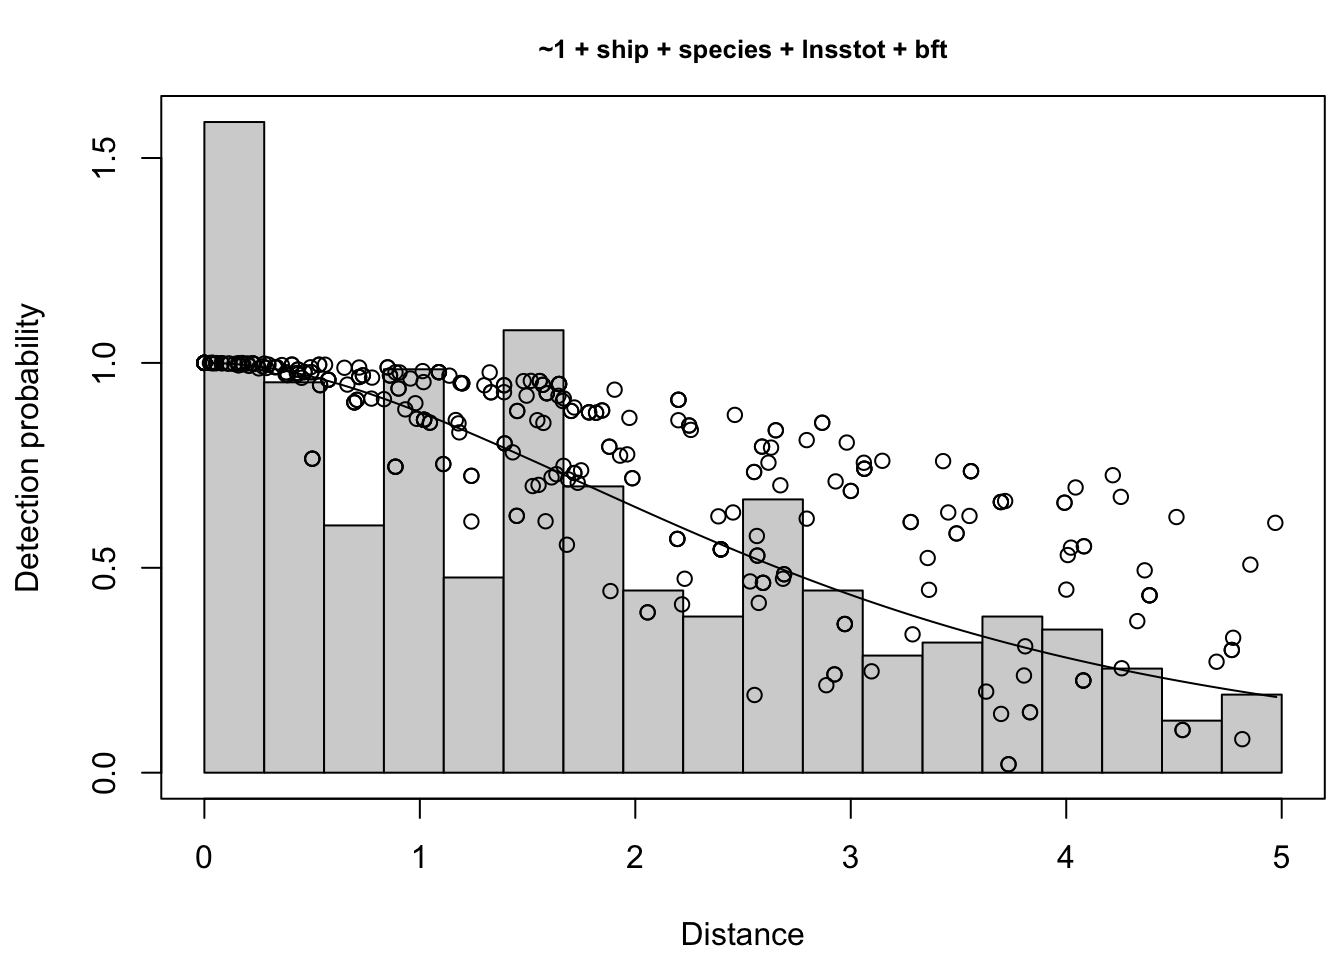 ~1 + ship + species + lnsstot + bft
Detection probability
1.5
1.0
0.5
0.0
0 1 2 3 4 5
Distance